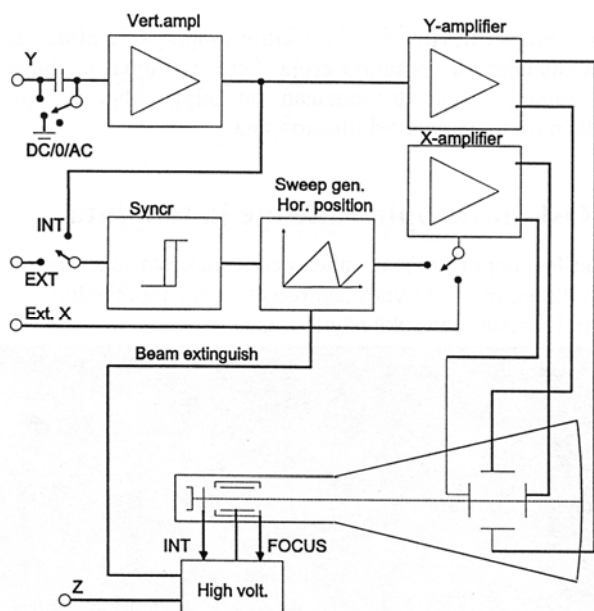 Vert.ampl
Y-amplifier
Y
DC/0/AC
X-amplifier
Sweep gen.
Hor. position
INT
Syncr
EXT
Ext. X
Beam extinguish
INT
FOCUS
Z
High volt.